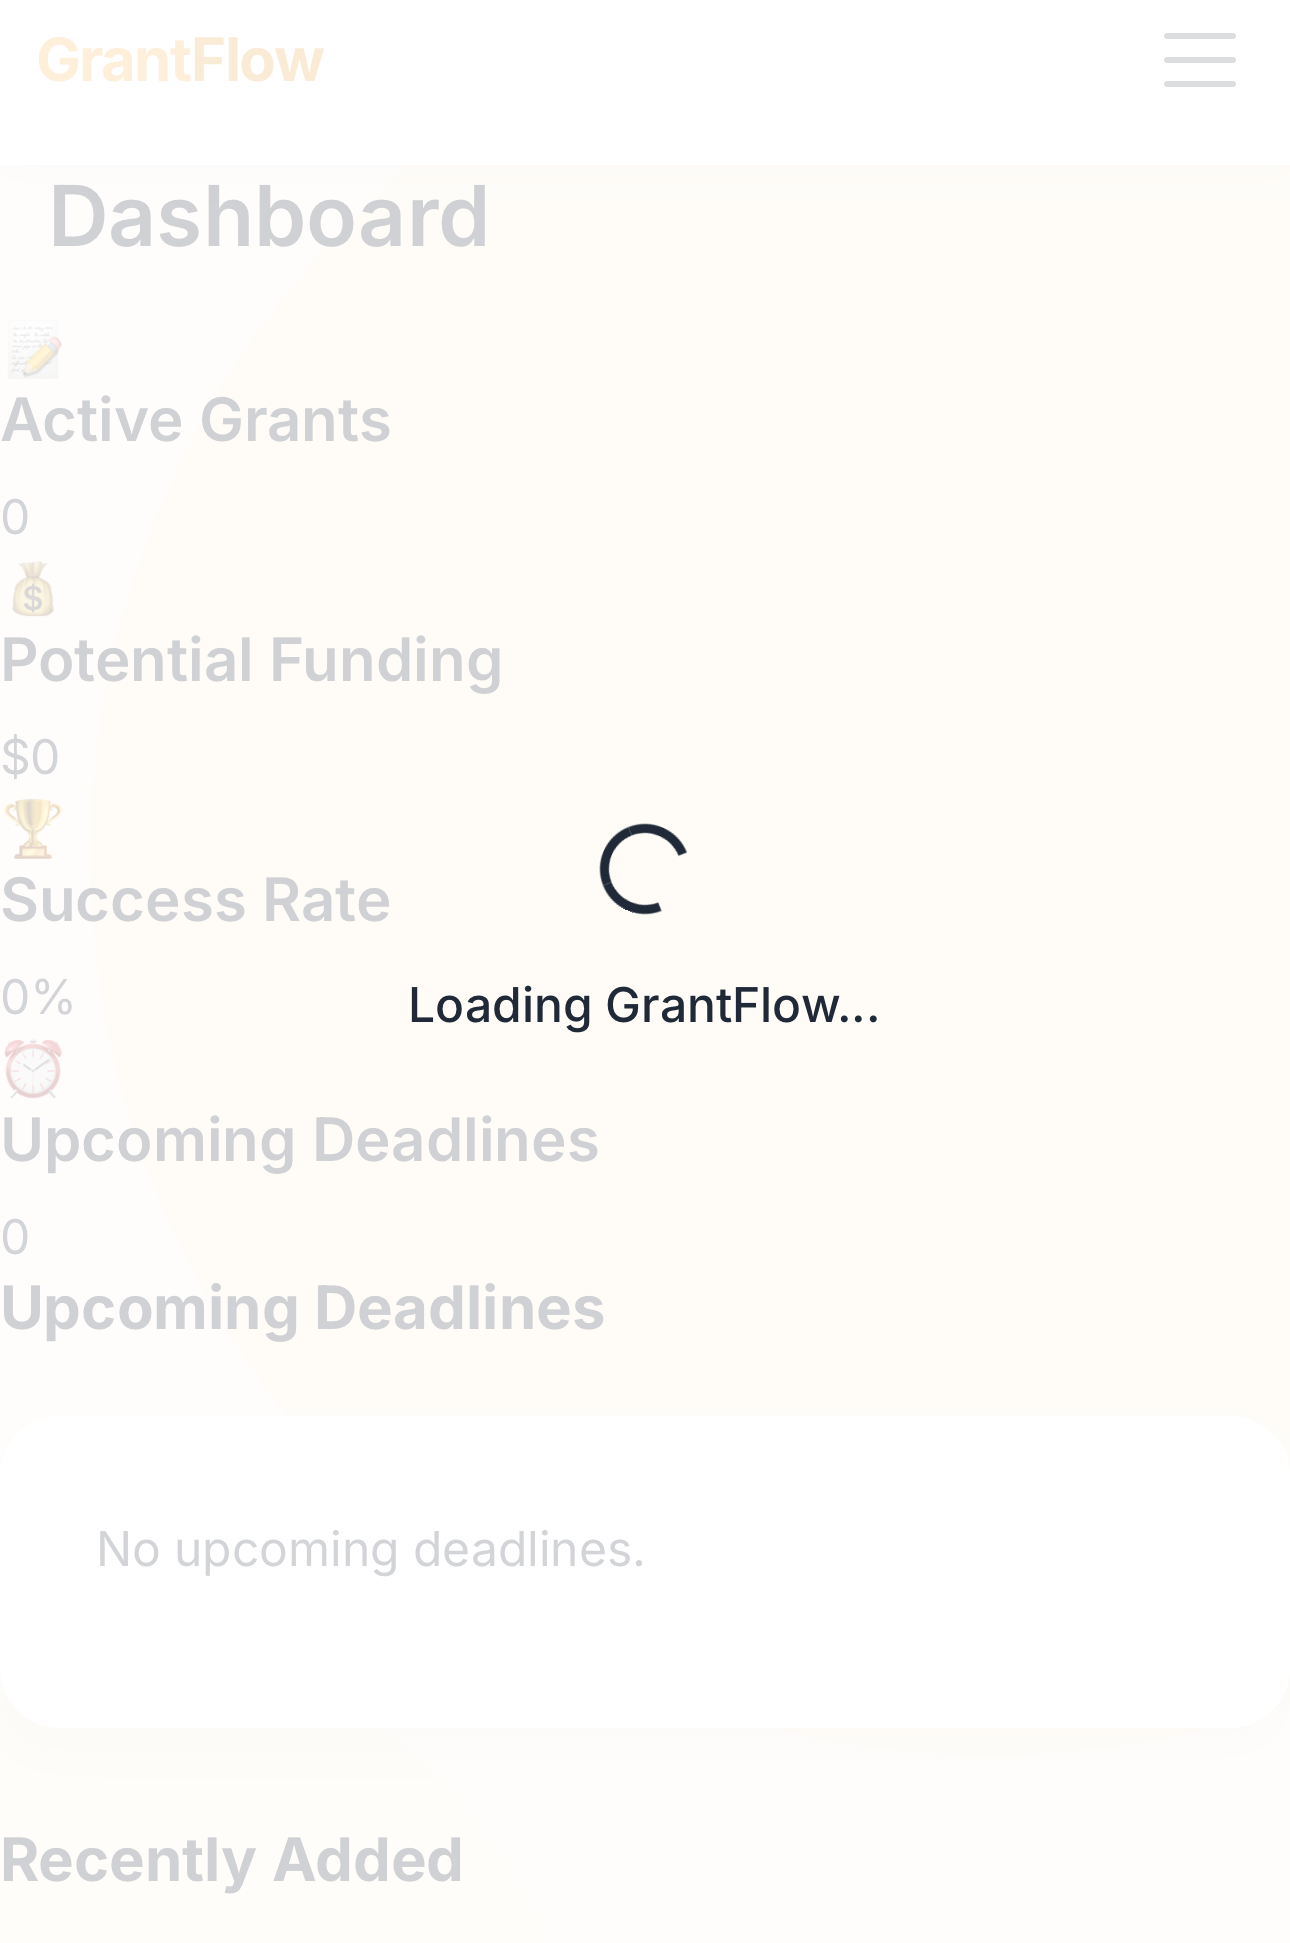 GrantFlow
Dashboard
Active Grants
0
Potential Funding
$0
Success Rate
0%
Loading GrantFlow...
Upcoming Deadlines
0
Upcoming Deadlines
No upcoming deadlines.
Recently Added